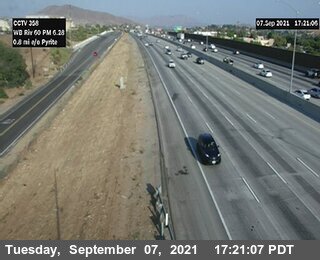 CCTV 358
WB Riv 60 PM 6.28
0.8 mi e/o Pyrite
07.Sep 2021 17:21:06
Tuesday, September 07, 2021 17:21:07 PDT